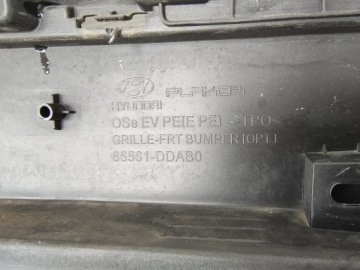 PLAKOR
HYUNDAI
OSe EV PE(E PE) >TPO<
GRILLE-FRT BUMPER(OPT)
86561-DDAB0